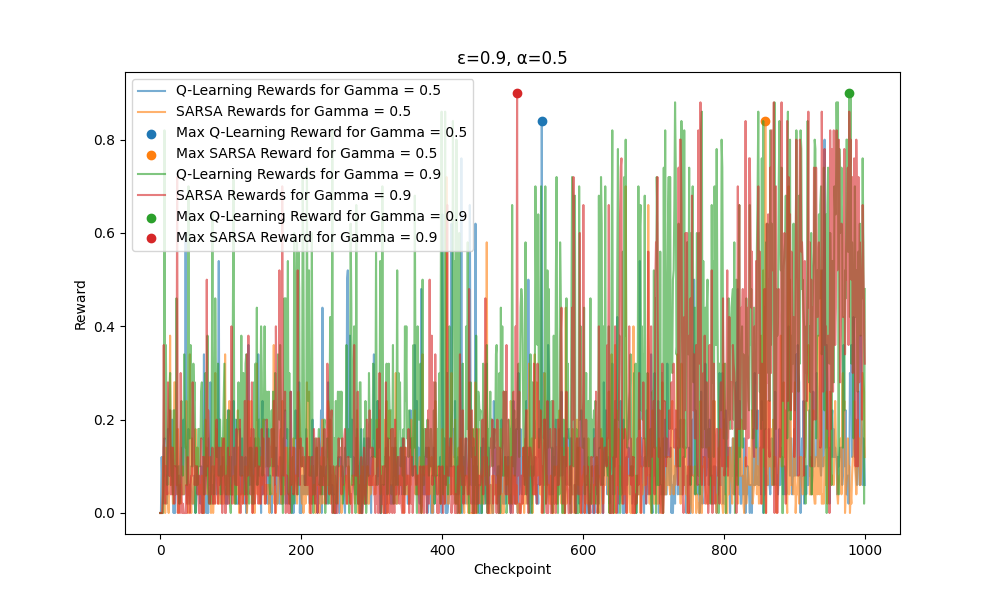 ε=0.9, α=0.5
Q-Learning Rewards for Gamma = 0.5
SARSA Rewards for Gamma = 0.5
Max Q-Learning Reward for Gamma = 0.5
Max SARSA Reward for Gamma = 0.5
Q-Learning Rewards for Gamma = 0.9
SARSA Rewards for Gamma = 0.9
Max Q-Learning Reward for Gamma = 0.9
Max SARSA Reward for Gamma = 0.9
Reward
0.8
0.6
0.4
0.2
0.0
0 200 400 600 800 1000
Checkpoint